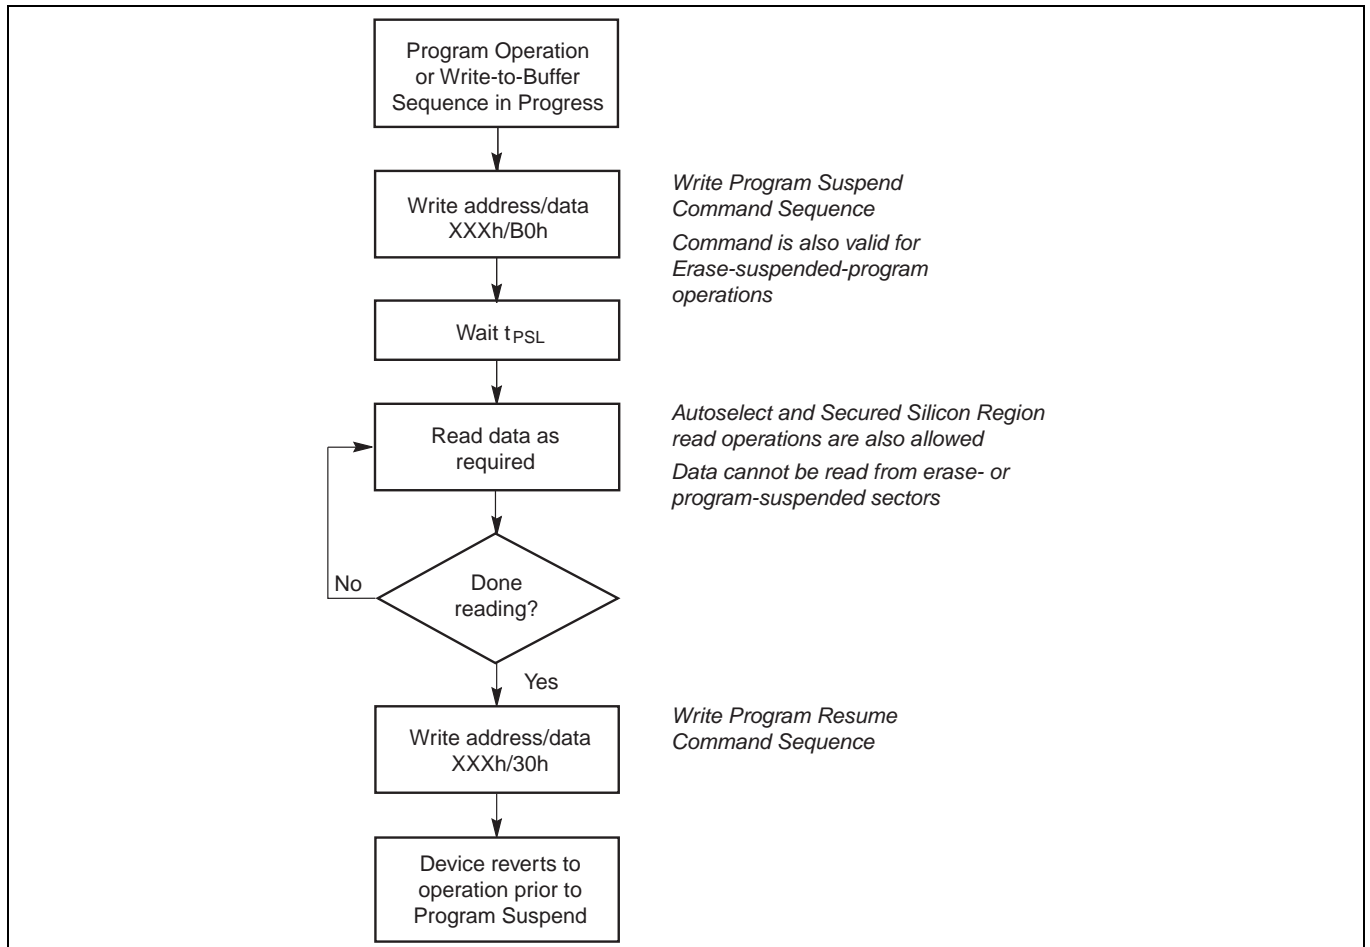 Program Operation
or Write-to-Buffer
Sequence in Progress
Write address/data
XXXh/B0h
Write Program Suspend
Command Sequence
Command is also valid for
Erase-suspended-program
operations
Wait tPSL
Read data as
required
Autoselect and Secured Silicon Region
read operations are also allowed
Data cannot be read from erase- or
program-suspended sectors
No
Done
reading?
Yes
Write address/data
XXXh/30h
Write Program Resume
Command Sequence
Device reverts to
operation prior to
Program Suspend